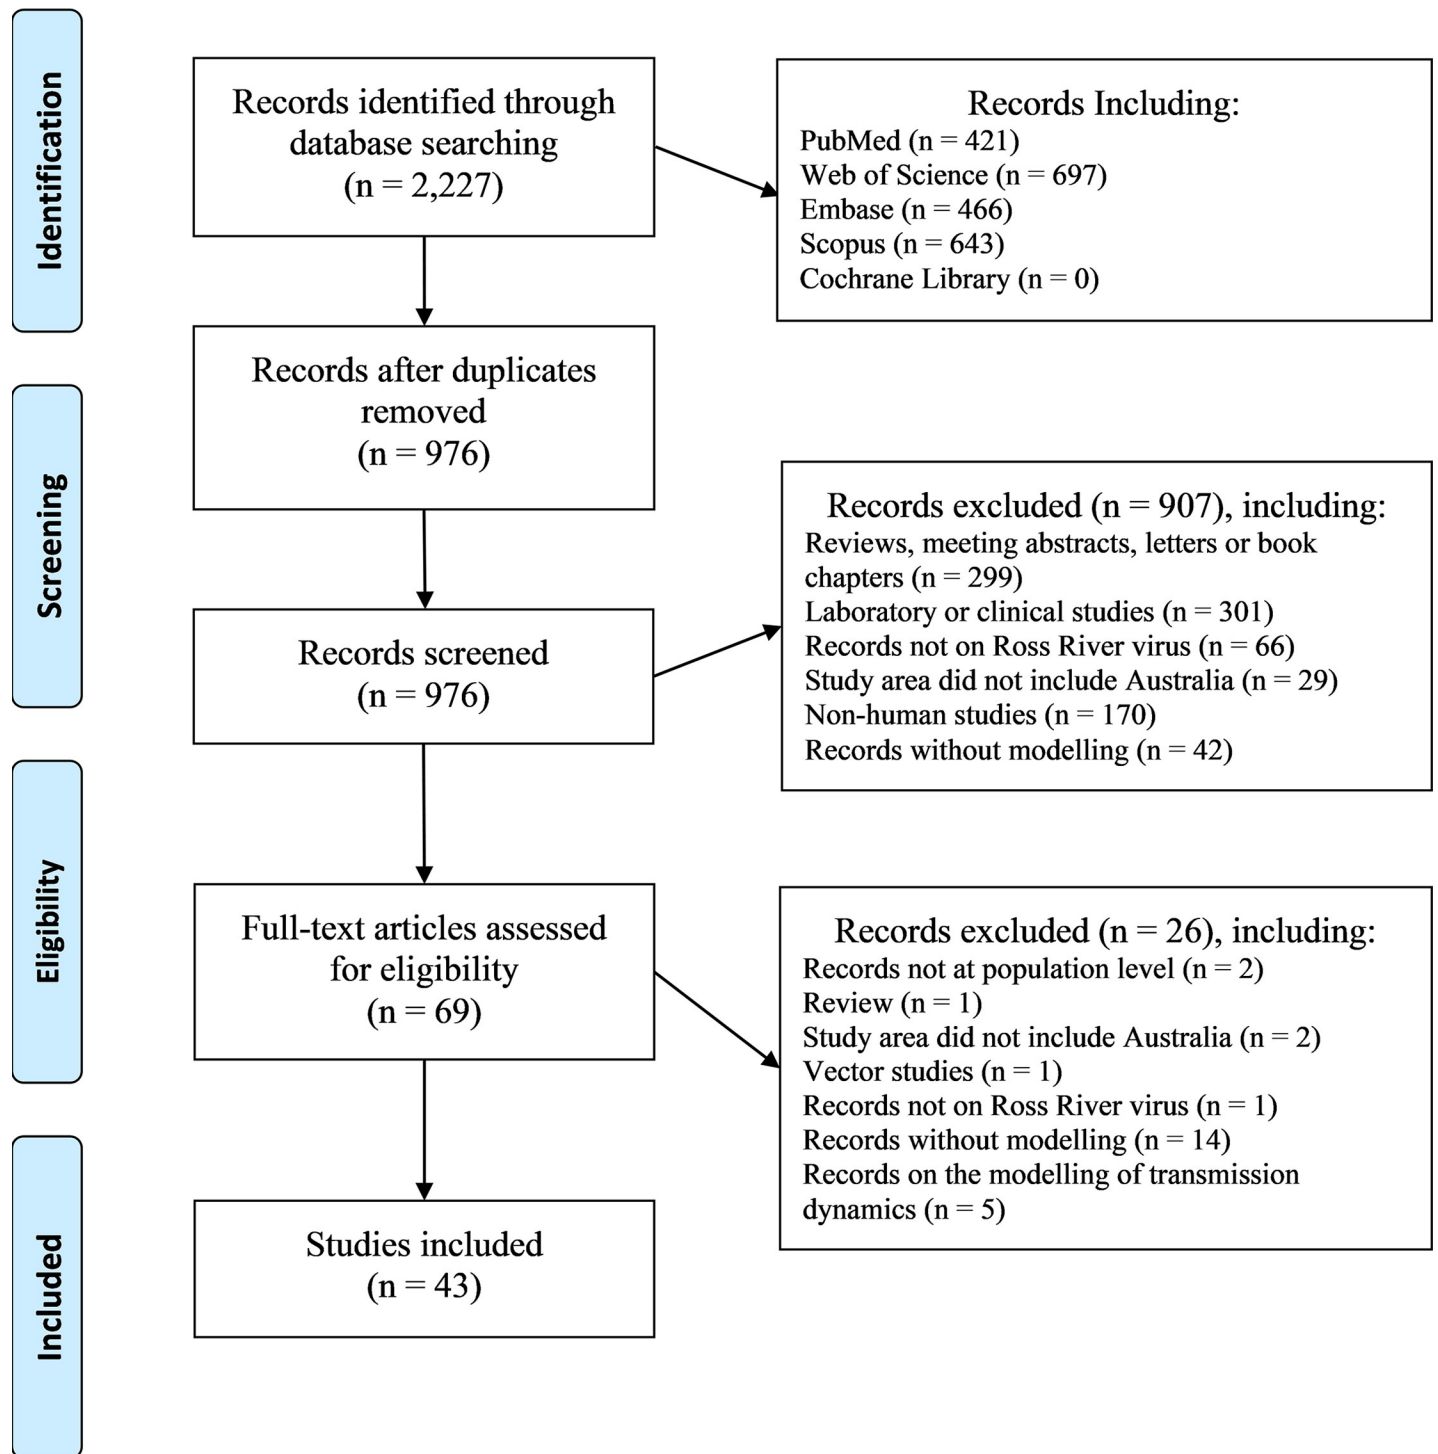 Identification
Records identified through
database searching
(n = 2,227)
Records Including:
PubMed (n = 421)
Web of Science (n = 697)
Embase (n = 466)
Scopus (n = 643)
Cochrane Library (n = 0)
Screening
Records after duplicates
removed
(n = 976)
Records screened
(n = 976)
Records excluded (n = 907), including:
Reviews, meeting abstracts, letters or book
chapters (n = 299)
Laboratory or clinical studies (n = 301)
Records not on Ross River virus (n = 66)
Study area did not include Australia (n = 29)
Non-human studies (n = 170)
Records without modelling (n = 42)
Eligibility
Full-text articles assessed
for eligibility
(n = 69)
Records excluded (n = 26), including:
Records not at population level (n = 2)
Review (n = 1)
Study area did not include Australia (n = 2)
Vector studies (n = 1)
Records not on Ross River virus (n = 1)
Records without modelling (n = 14)
Records on the modelling of transmission
dynamics (n = 5)
Included
Studies included
(n = 43)